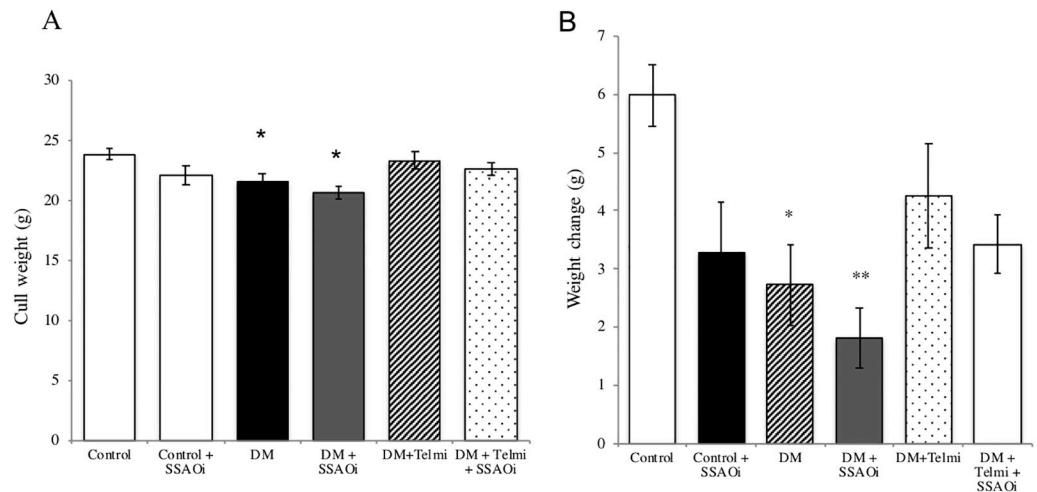 A
Cull weight (g)
30
25
20
15
10
5
0
*
*
Control
Control +
SSAOi
DM
DM +
SSAOi
DM+Telmi
DM + Telmi
+ SSAOi
B
Weight change (g)
7
6
5
4
3
2
1
0
*
**
Control
Control +
SSAOi
DM
DM +
SSAOi
DM+Telmi
DM +
Telmi +
SSAOi